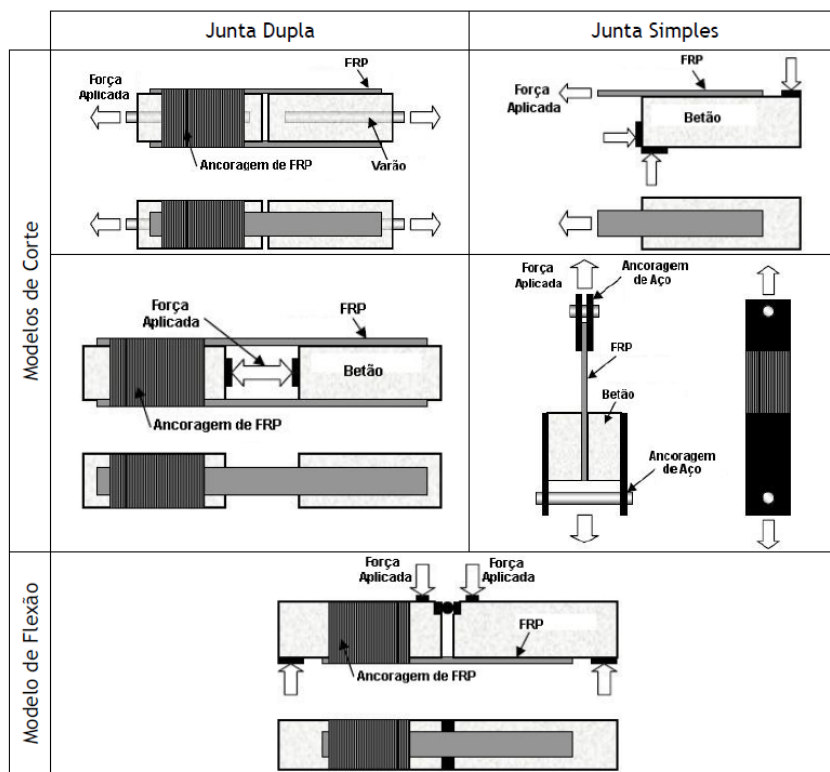 Junta Dupla
Junta Simples
Modelos de Corte
Força
Aplicada
FRP
Ancoragem de FRP
Varão
Força
Aplicada
FRP
Betão
Força
Aplicada
FRP
Betão
Ancoragem de FRP
Força
Aplicada
Ancoragem
de Aço
FRP
Betão
Ancoragem
de Aço
Modelo de Flexão
Força
Aplicada
Força
Aplicada
FRP
Ancoragem de FRP